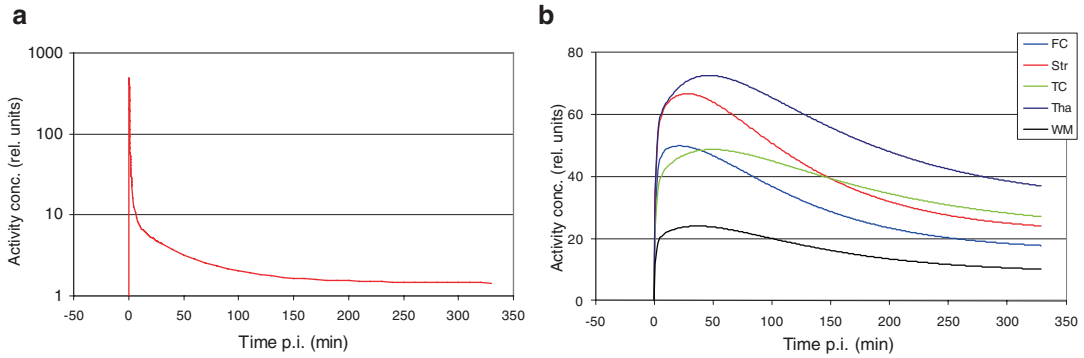 a
Activity conc. (rel. units)
1000
100
10
1
-50 0 50 100 150 200 250 300 350
Time p.i. (min)
b
Activity conc. (rel. units)
80
60
40
20
0
-50 0 50 100 150 200 250 300 350
Time p.i. (min)
FC
Str
TC
Tha
WM